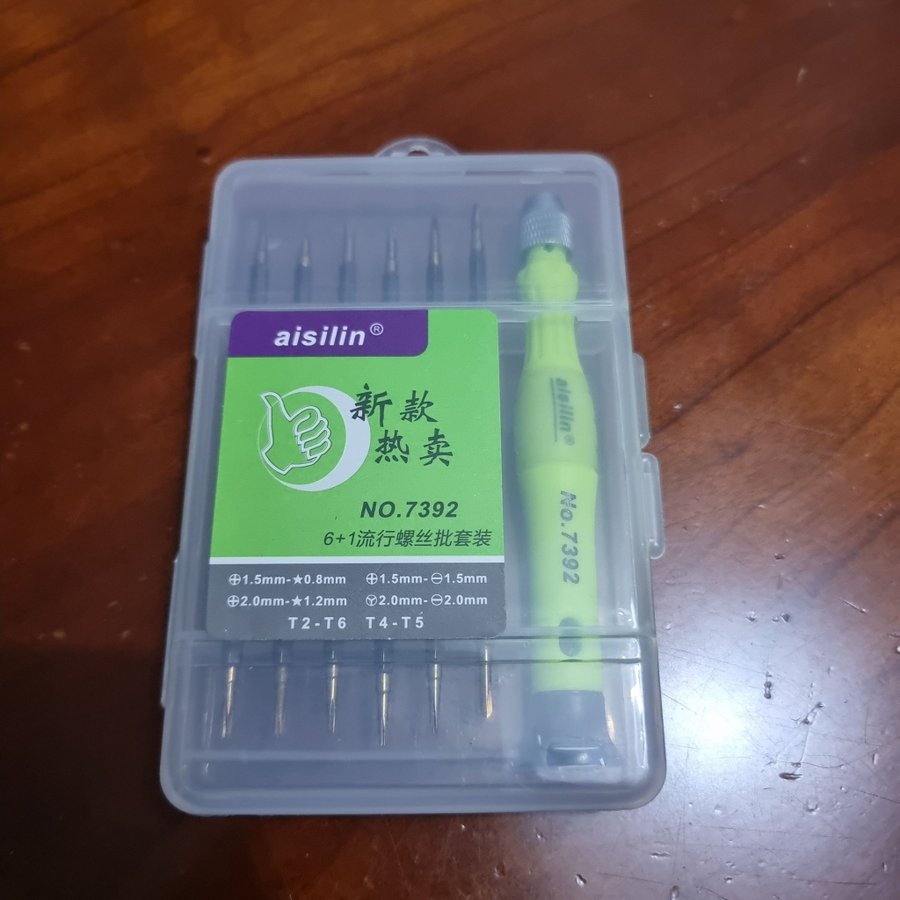 aisilin®
新款
热卖
NO.7392
6+1流行螺丝批套装
⊕1.5mm-★0.8mm ⊕1.5mm-⊖1.5mm
⊕2.0mm-★1.2mm Ⓨ2.0mm-⊖2.0mm
T2-T6 T4-T5
aisilin®
No.7392